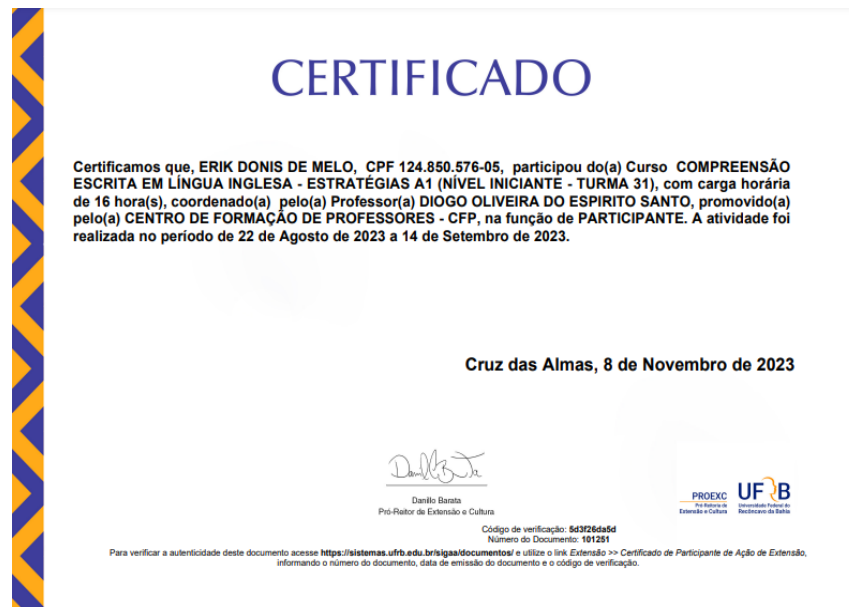 CERTIFICADO
Certificamos que, ERIK DONIS DE MELO, CPF 124.850.576-05, participou do(a) Curso COMPREENSÃO
ESCRITA EM LÍNGUA INGLESA - ESTRATÉGIAS A1 (NÍVEL INICIANTE - TURMA 31), com carga horária
de 16 hora(s), coordenado(a) pelo(a) Professor(a) DIOGO OLIVEIRA DO ESPIRITO SANTO, promovido(a)
pelo(a) CENTRO DE FORMAÇÃO DE PROFESSORES - CFP, na função de PARTICIPANTE. A atividade foi
realizada no período de 22 de Agosto de 2023 a 14 de Setembro de 2023.
Cruz das Almas, 8 de Novembro de 2023
Danillo Barata
Pró-Reitor de Extensão e Cultura
PROEXC
Pró Reitoria de
Extensão e Cultura
UFRB
Universidade Federal do
Recôncavo da Bahia
Código de verificação: 5d3f26da5d
Número do Documento: 101251
Para verificar a autenticidade deste documento acesse https://sistemas.ufrb.edu.br/sigaa/documentos/ e utilize o link Extensão >> Certificado de Participante de Ação de Extensão,
informando o número do documento, data de emissão do documento e o código de verificação.